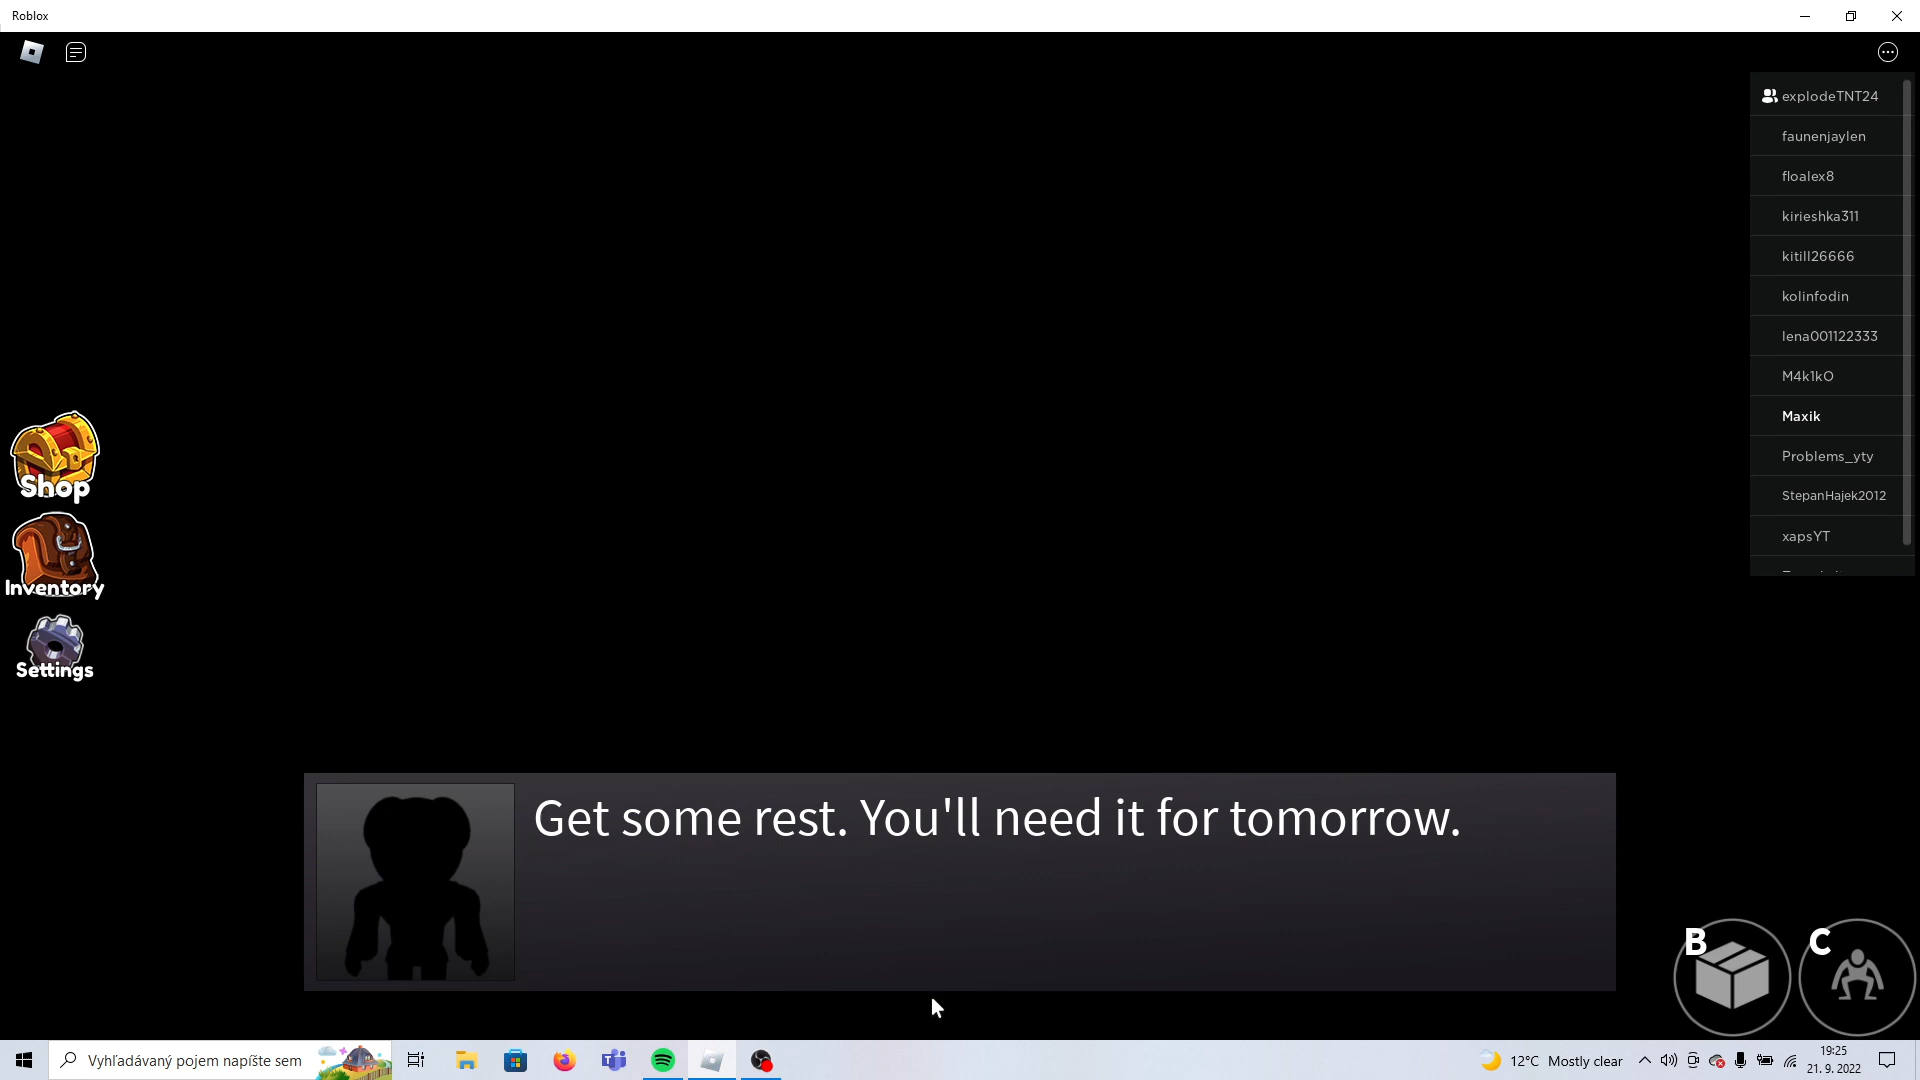 Roblox
explodeTNT24
faunenjaylen
floalex8
kirieshka311
kitill26666
kolinfodin
lena001122333
M4k1kO
Maxik
Problems_yty
StepanHajek2012
xapsYT
Shop
Inventory
Settings
Get some rest. You'll need it for tomorrow.
B
C
Vyhľadávaný pojem napíšte sem
12°C Mostly clear
19:25
21. 9. 2022